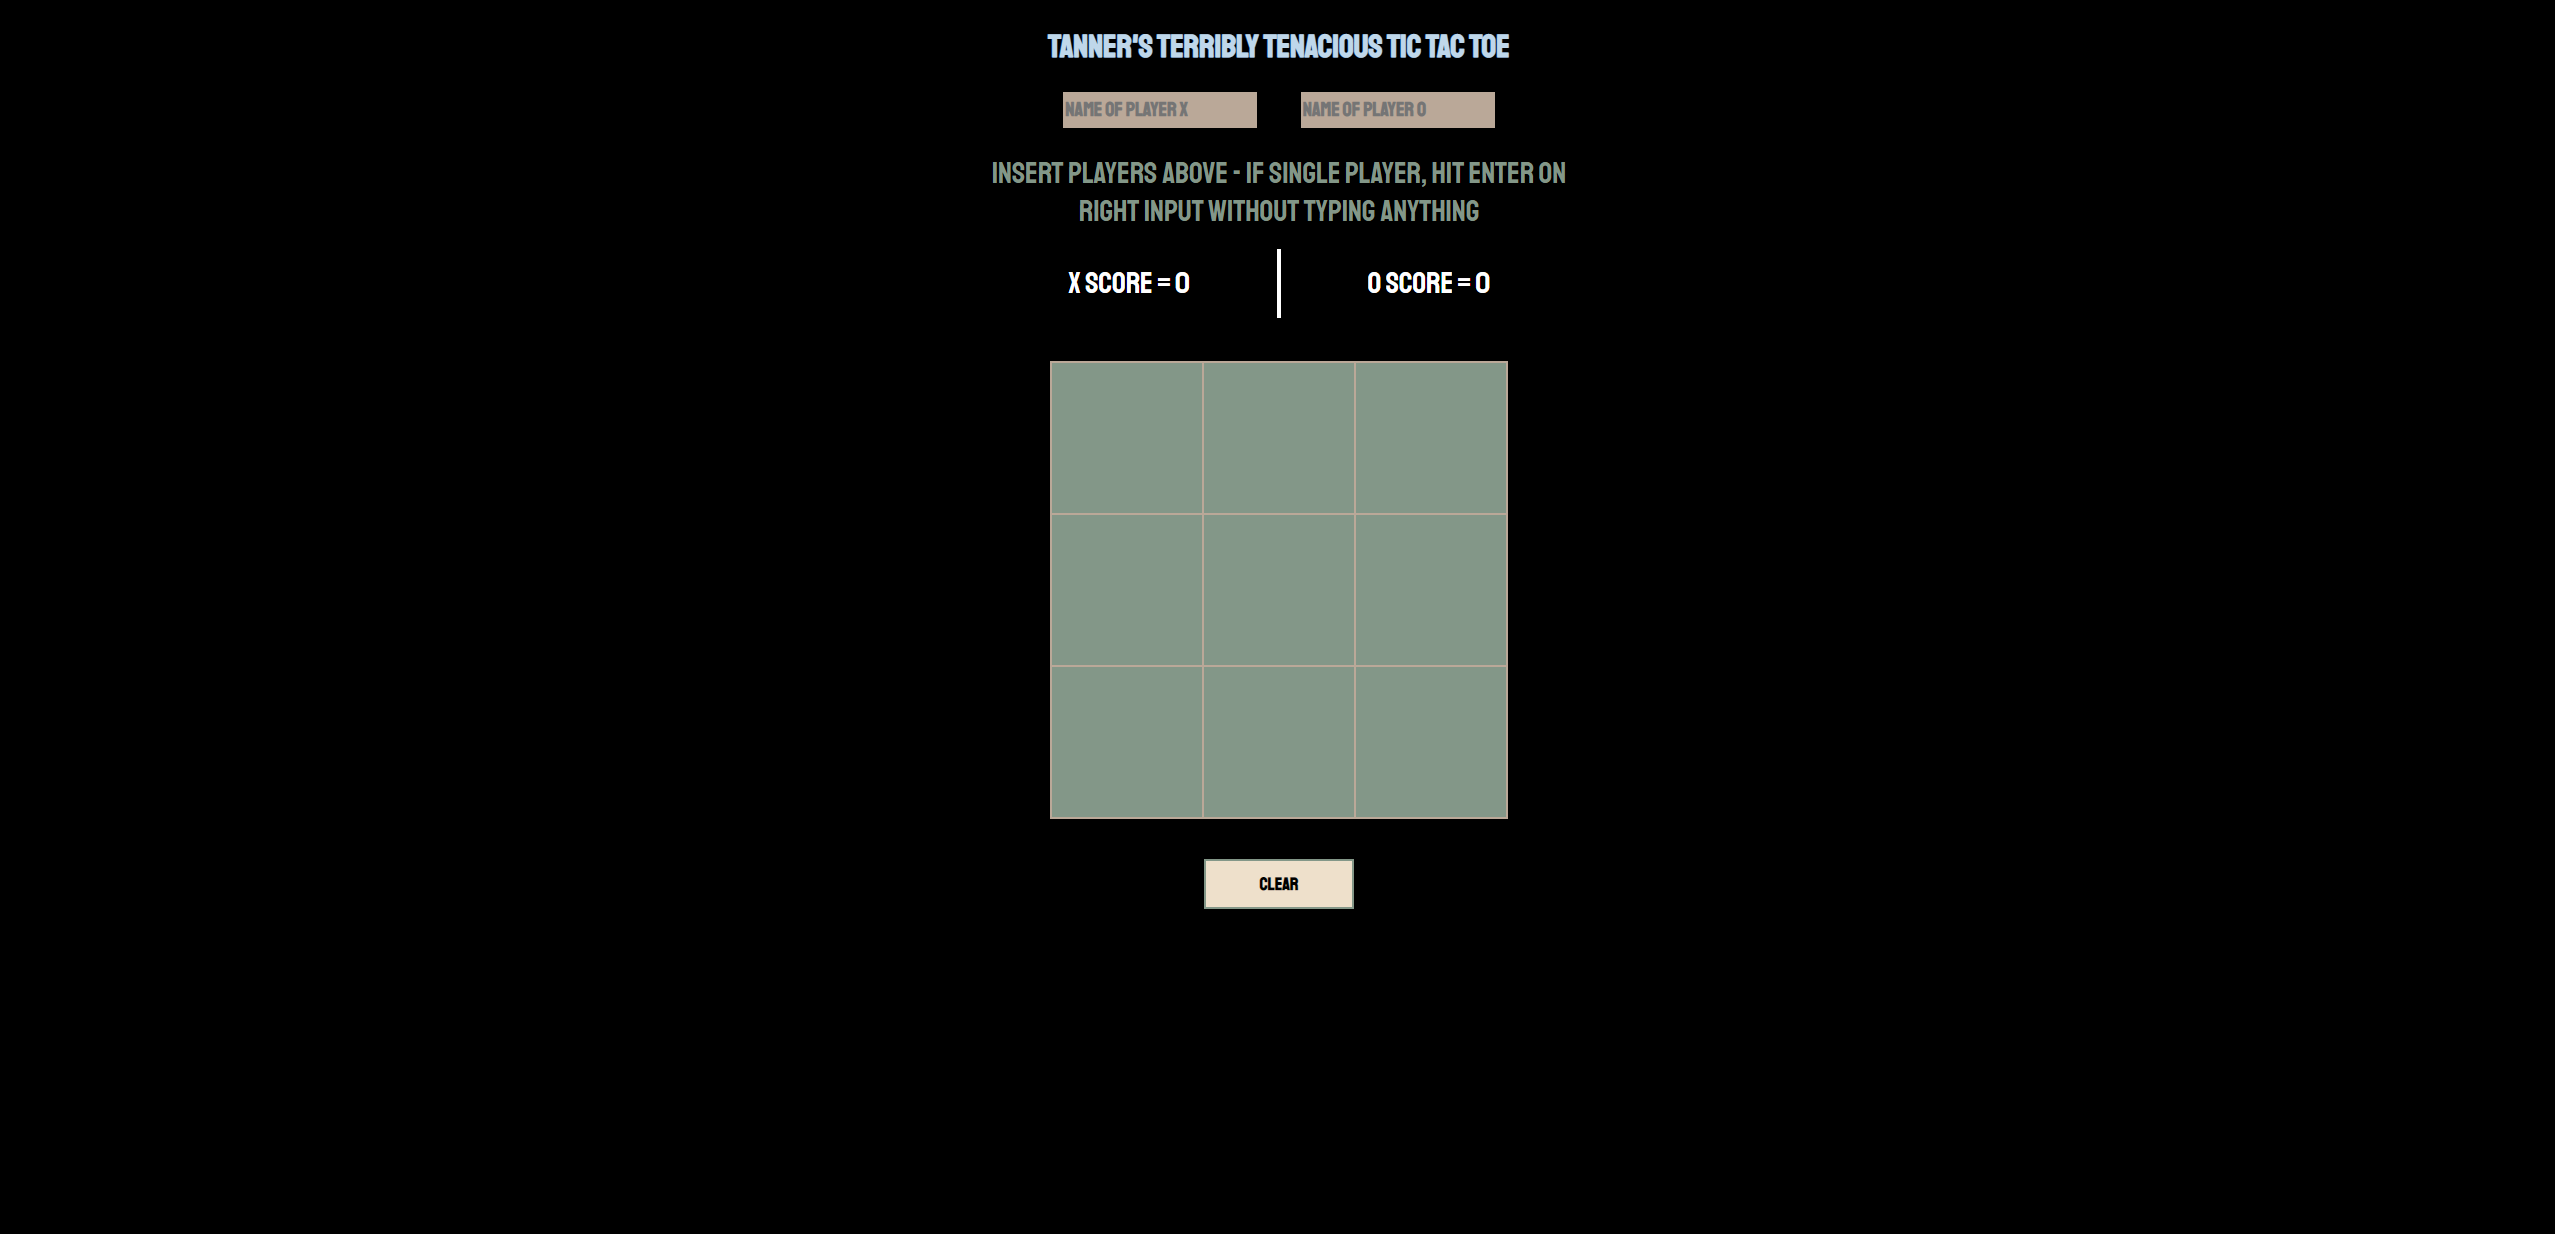 TANNER'S TERRIBLY TENACIOUS TIC TAC TOE
NAME OF PLAYER X
NAME OF PLAYER O
INSERT PLAYERS ABOVE - IF SINGLE PLAYER, HIT ENTER ON
RIGHT INPUT WITHOUT TYPING ANYTHING
X SCORE = 0
O SCORE = 0
CLEAR